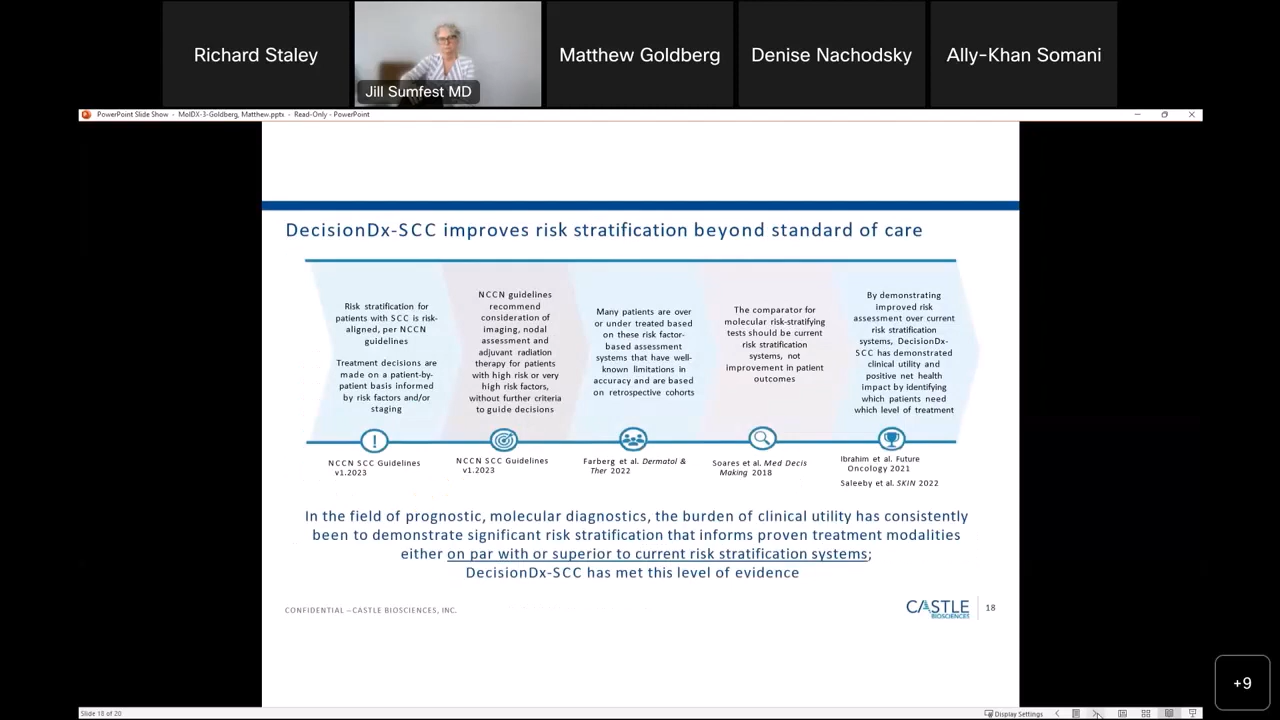 Richard Staley
Jill Sumfest MD
Matthew Goldberg
Denise Nachodsky
Ally-Khan Somani
PowerPoint Slide Show - MolDX-3-Goldberg, Matthew.pptx - Read-Only - PowerPoint
DecisionDx-SCC improves risk stratification beyond standard of care
Risk stratification for
patients with SCC is risk-
aligned, per NCCN
guidelines
Treatment decisions are
made on a patient-by-
patient basis informed
by risk factors and/or
staging
NCCN SCC Guidelines
v1.2023
NCCN guidelines
recommend
consideration of
imaging, nodal
assessment and
adjuvant radiation
therapy for patients
with high risk or very
high risk factors,
without further criteria
to guide decisions
NCCN SCC Guidelines
v1.2023
Many patients are over
or under treated based
on these risk factor-
based assessment
systems that have well-
known limitations in
accuracy and are based
on retrospective cohorts
Farberg et al. Dermatol &
Ther 2022
The comparator for
molecular risk-stratifying
tests should be current
risk stratification
systems, not
improvement in patient
outcomes
Soares et al. Med Decis
Making 2018
By demonstrating
improved risk
assessment over current
risk stratification
systems, DecisionDx-
SCC has demonstrated
clinical utility and
positive net health
impact by identifying
which patients need
which level of treatment
Ibrahim et al. Future
Oncology 2021
Saleeby et al. SKIN 2022
In the field of prognostic, molecular diagnostics, the burden of clinical utility has consistently
been to demonstrate significant risk stratification that informs proven treatment modalities
either on par with or superior to current risk stratification systems;
DecisionDx-SCC has met this level of evidence
CONFIDENTIAL – CASTLE BIOSCIENCES, INC.
CASTLE
BIOSCIENCES
18
+9
Slide 18 of 20
Display Settings